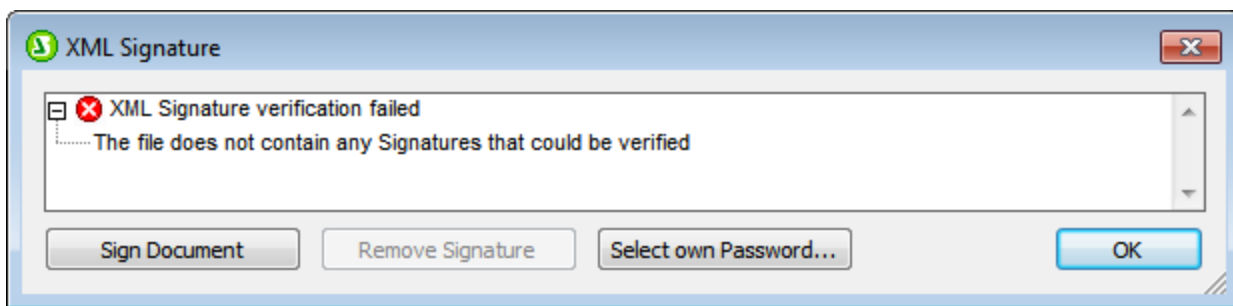 XML Signature
XML Signature verification failed
The file does not contain any Signatures that could be verified
Sign Document
Remove Signature
Select own Password...
OK